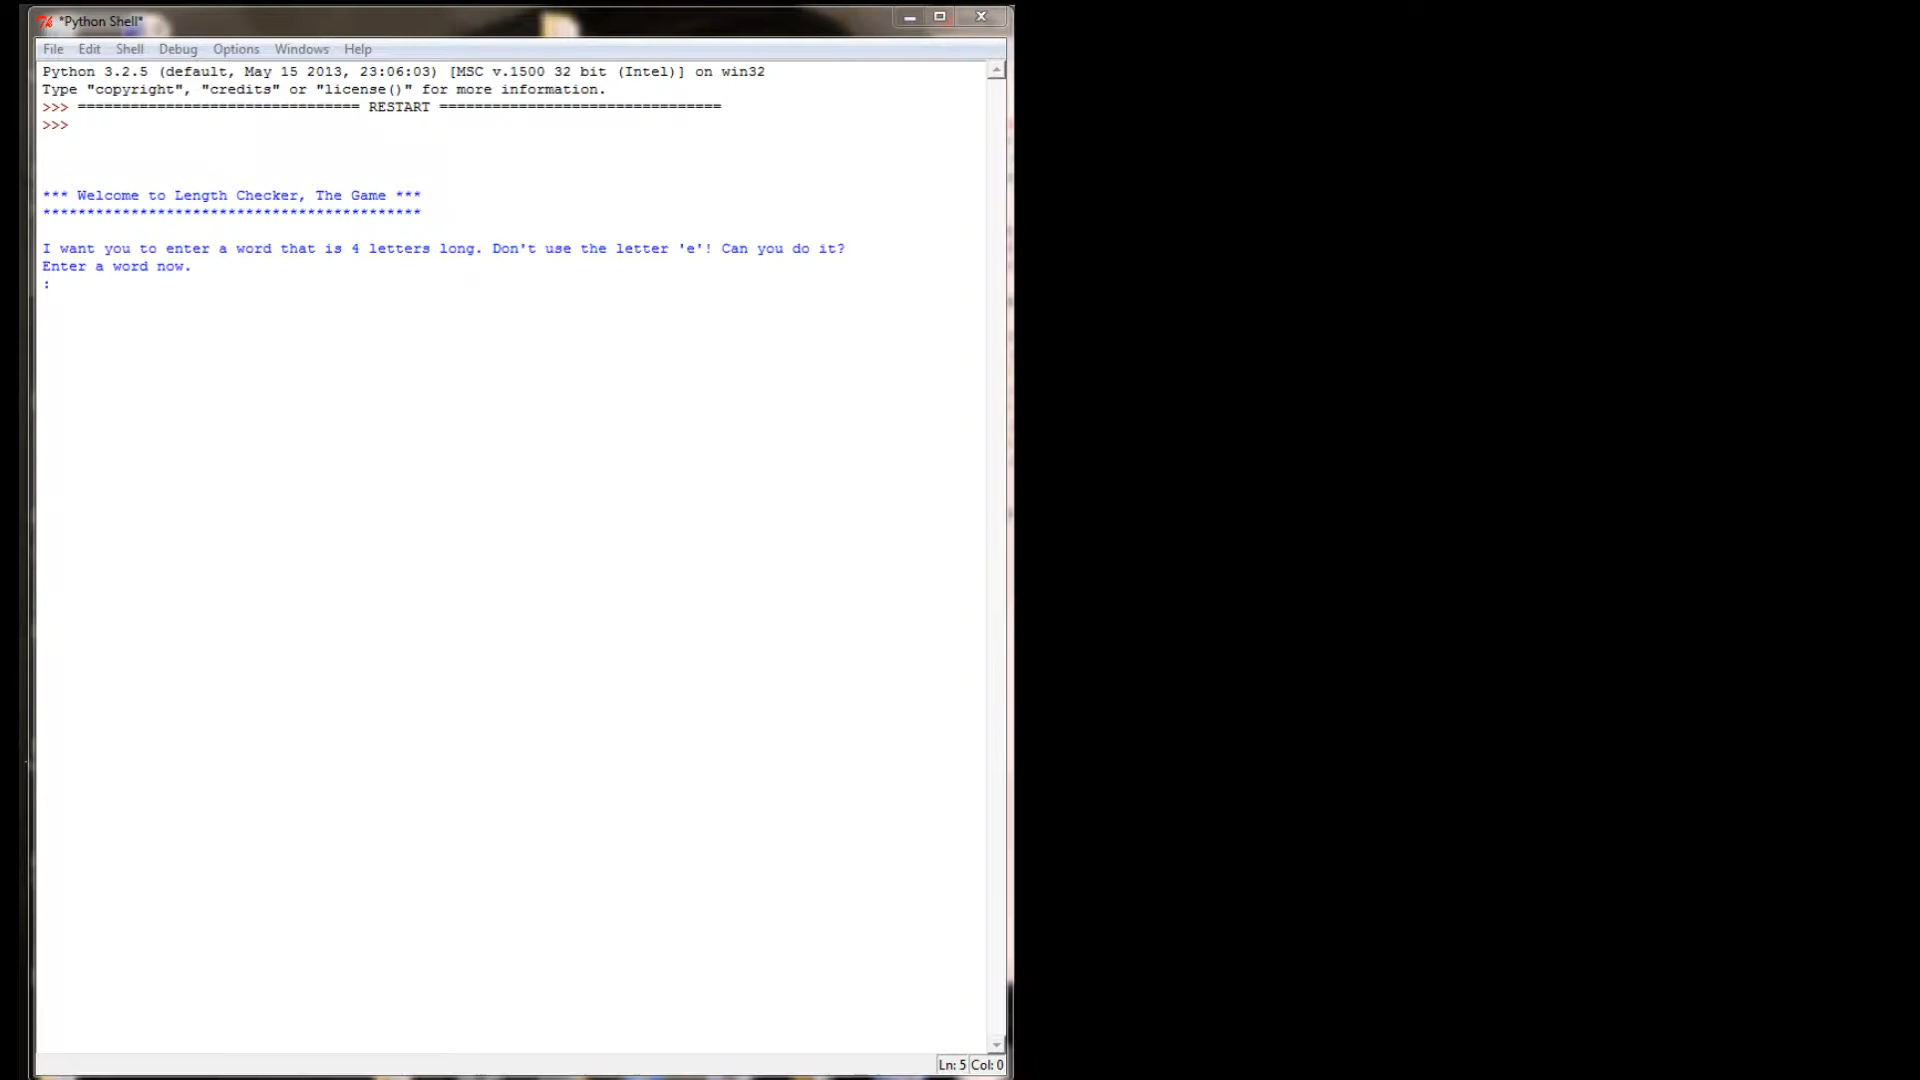 *Python Shell*
File Edit Shell Debug Options Windows Help
Python 3.2.5 (default, May 15 2013, 23:06:03) [MSC v.1500 32 bit (Intel)] on win32
Type "copyright", "credits" or "license()" for more information.
>>> ================================ RESTART ================================
>>>
*** Welcome to Length Checker, The Game ***
*******************************************
I want you to enter a word that is 4 letters long. Don't use the letter 'e'! Can you do it?
Enter a word now.
:
Ln: 5 Col: 0